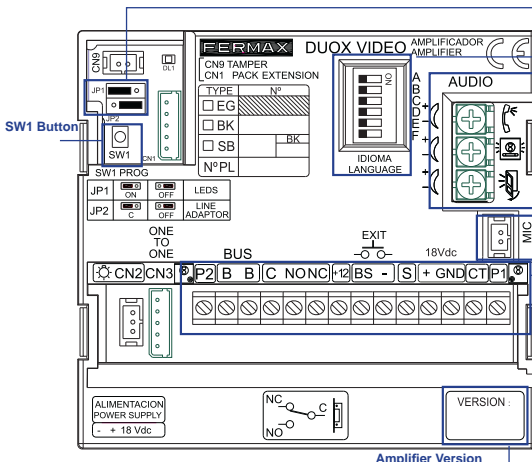 FERMAX DUOX VIDEO AMPLIFICADOR
AMPLIFIER
CE
CN9
DL1
CN9 TAMPER
CN1 PACK EXTENSION
TYPE Nº
EG
BK
SB BK
NºPL
JP1
JP2
SW1 Button
SW1
CN1
SW1 PROG
NO
A
B
C
D
E
F
IDIOMA
LANGUAGE
AUDIO
+
+
+
JP1 ON OFF LEDS
JP2 C OFF LINE
ADAPTOR
MIC
ONE
TO
ONE
BUS
EXIT
18Vdc
CN2 CN3 P2 B B C NO NC +12 BS - S + GND CT P1
ALIMENTACION
POWER SUPPLY
- + 18 Vdc
NC
C
NO
VERSION :
Amplifier Version